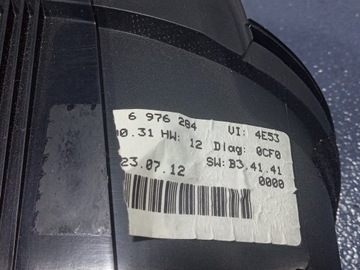 6 976 284 VI: 4E53
0.31 HW: 12 Diag: 0CF0
23.07.12 SW: B3.41.41
0000